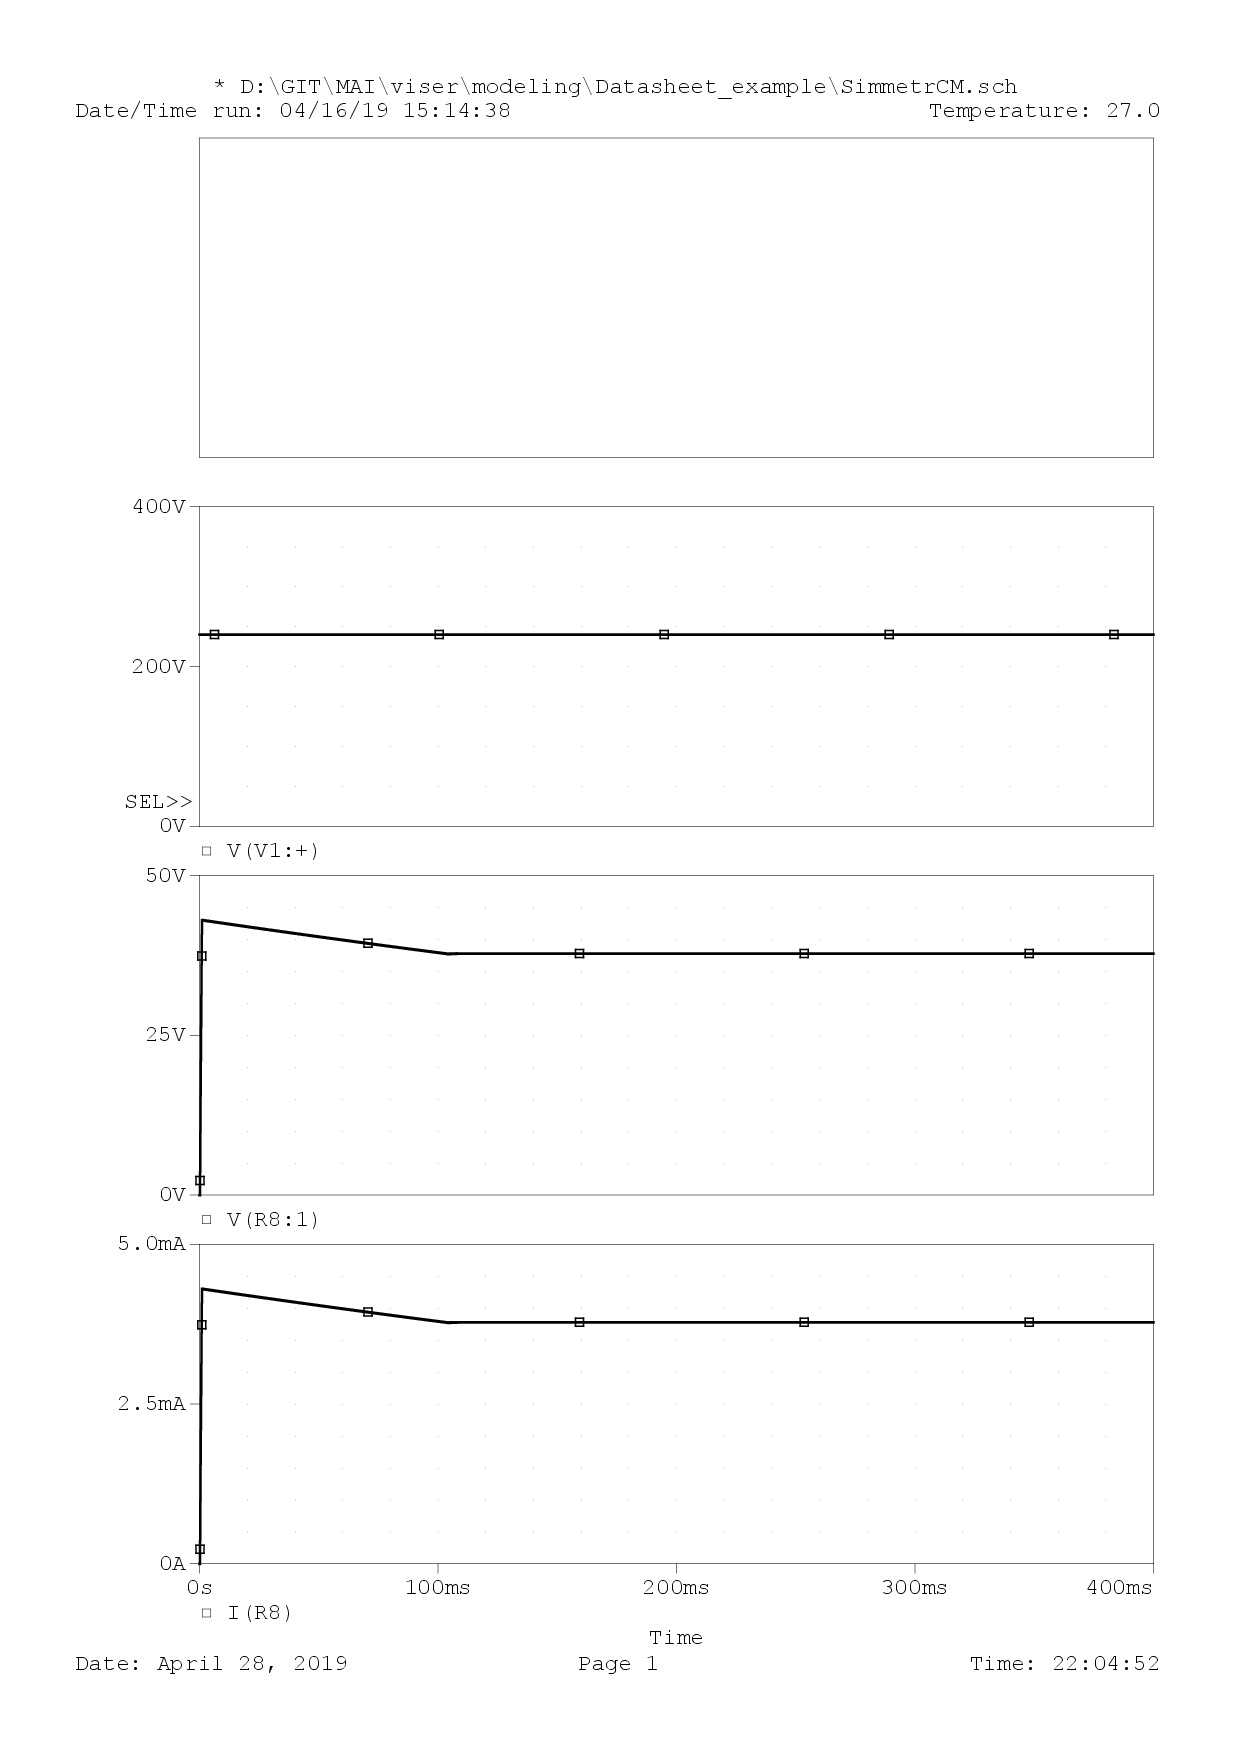 * D:\GIT\MAI\viser\modeling\Datasheet_example\SimmetrCM.sch
Date/Time run: 04/16/19 15:14:38 Temperature: 27.0
400V
200V
SEL>>
0V
V(V1:+)
50V
25V
0V
V(R8:1)
5.0mA
2.5mA
0A
0s 100ms 200ms 300ms 400ms
I(R8)
Time
Date: April 28, 2019 Page 1 Time: 22:04:52